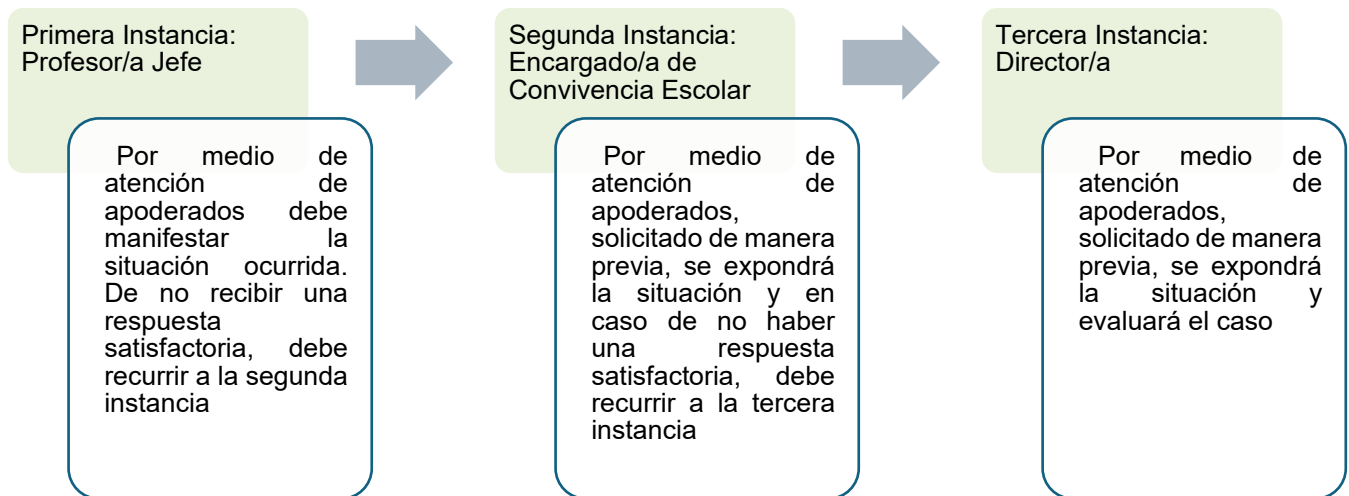 Primera Instancia:
Profesor/a Jefe
Por medio de
atención de
apoderados debe
manifestar la
situación ocurrida.
De no recibir una
respuesta
satisfactoria, debe
recurrir a la segunda
instancia
Segunda Instancia:
Encargado/a de
Convivencia Escolar
Por medio de
atención de
apoderados,
solicitado de manera
previa, se expondrá
la situación y en
caso de no haber
una respuesta
satisfactoria, debe
recurrir a la tercera
instancia
Tercera Instancia:
Director/a
Por medio de
atención de
apoderados,
solicitado de manera
previa, se expondrá
la situación y
evaluará el caso